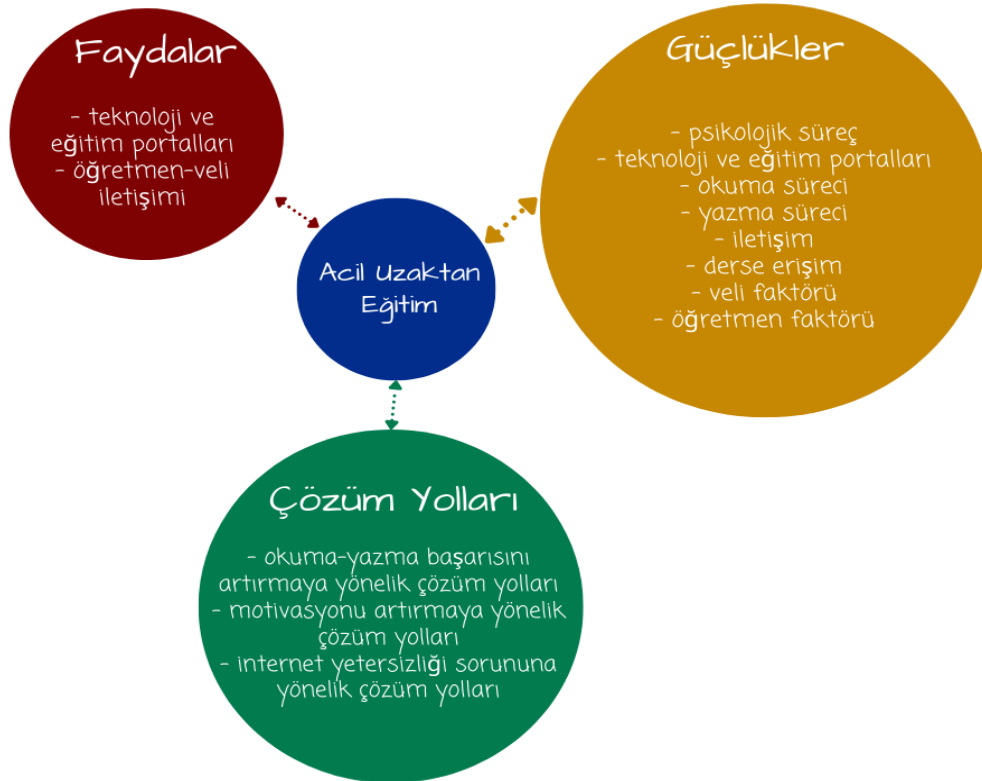 Faydalar
- teknoloji ve
eğitim portalları
- öğretmen-veli
iletişimi
Güçlükler
- psikolojik süreç
- teknoloji ve eğitim portalları
- okuma süreci
- yazma süreci
- iletişim
- derse erişim
- veli faktörü
- öğretmen faktörü
Acil Uzaktan
Eğitim
Çözüm Yolları
- okuma-yazma başarısını
artırmaya yönelik çözüm yolları
- motivasyonu artırmaya yönelik
çözüm yolları
- internet yetersizliği sorununa
yönelik çözüm yolları